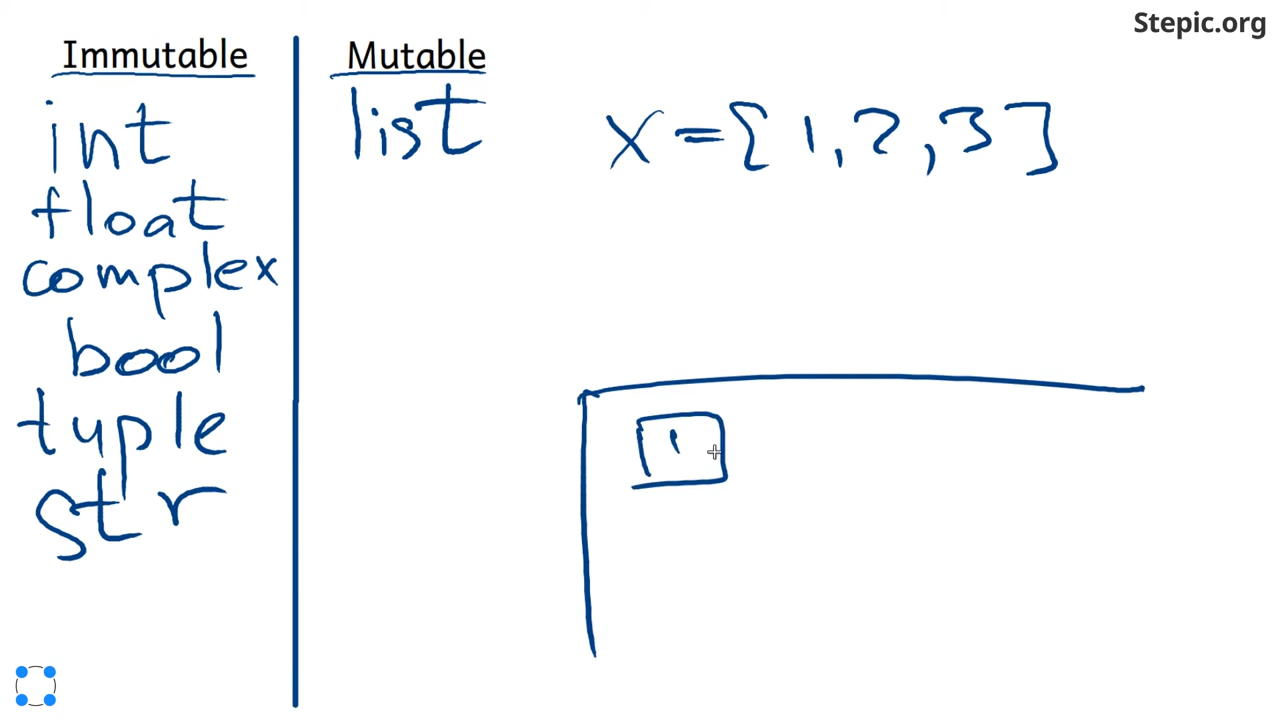 Stepic.org
Immutable
int
float
complex
bool
tuple
str
Mutable
list
x = [1, 2, 3]
1